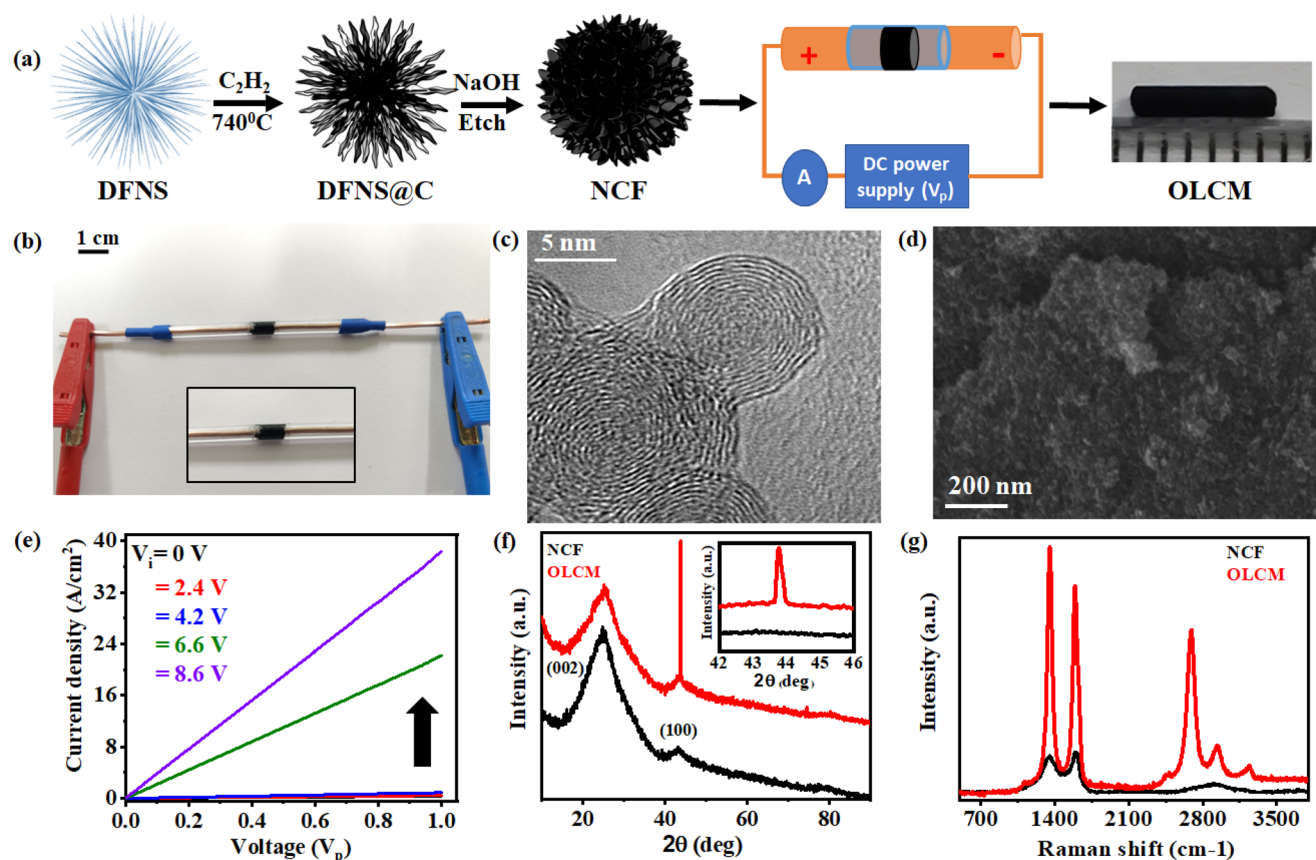 (a)
C₂H₂
740⁰C
NaOH
Etch
+
-
A
DC power
supply (Vₚ)
DFNS
DFNS@C
NCF
OLCM
(b)
1 cm
(c)
5 nm
(d)
200 nm
(e)
Vᵢ= 0 V
= 2.4 V
= 4.2 V
= 6.6 V
= 8.6 V
Current density (A/cm²)
40
32
24
16
8
0
0.0 0.2 0.4 0.6 0.8 1.0
Voltage (Vₚ)
(f)
NCF
OLCM
Intensity (a.u.)
(002)
(100)
20 40 60 80
2θ (deg)
Intensity (a.u.)
42 43 44 45 46
2θ (deg)
(g)
NCF
OLCM
Intensity (a.u.)
700 1400 2100 2800 3500
Raman shift (cm-1)